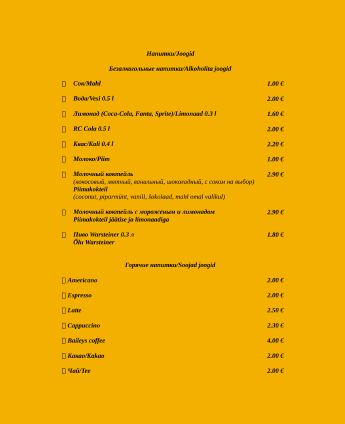 Напитки/Joogid
Безалкогольные напитки/Alkoholita joogid
Сок/Mahl 1.00 €
Вода/Vesi 0.5 l 2.00 €
Лимонад (Coca-Cola, Fanta, Sprite)/Limonaad 0.3 l 1.60 €
RC Cola 0.5 l 2.00 €
Квас/Kali 0.4 l 2.20 €
Молоко/Piim 1.00 €
Молочный коктейль 2.90 €
(кокосовый, мятный, ванильный, шоколадный, с соком на выбор)
Piimakokteil
(coconut, piparmünt, vanill, šokolaad, mahl omal valikul)
Молочный коктейль с мороженым и лимонадом 2.90 €
Piimakokteil jäätise ja limonaadiga
Пиво Warsteiner 0.3 л 1.80 €
Õlu Warsteiner
Горячие напитки/Soojad joogid
Americano 2.00 €
Espresso 2.00 €
Latte 2.50 €
Cappuccino 2.30 €
Baileys coffee 4.00 €
Какао/Kakao 2.00 €
Чай/Tee 2.00 €